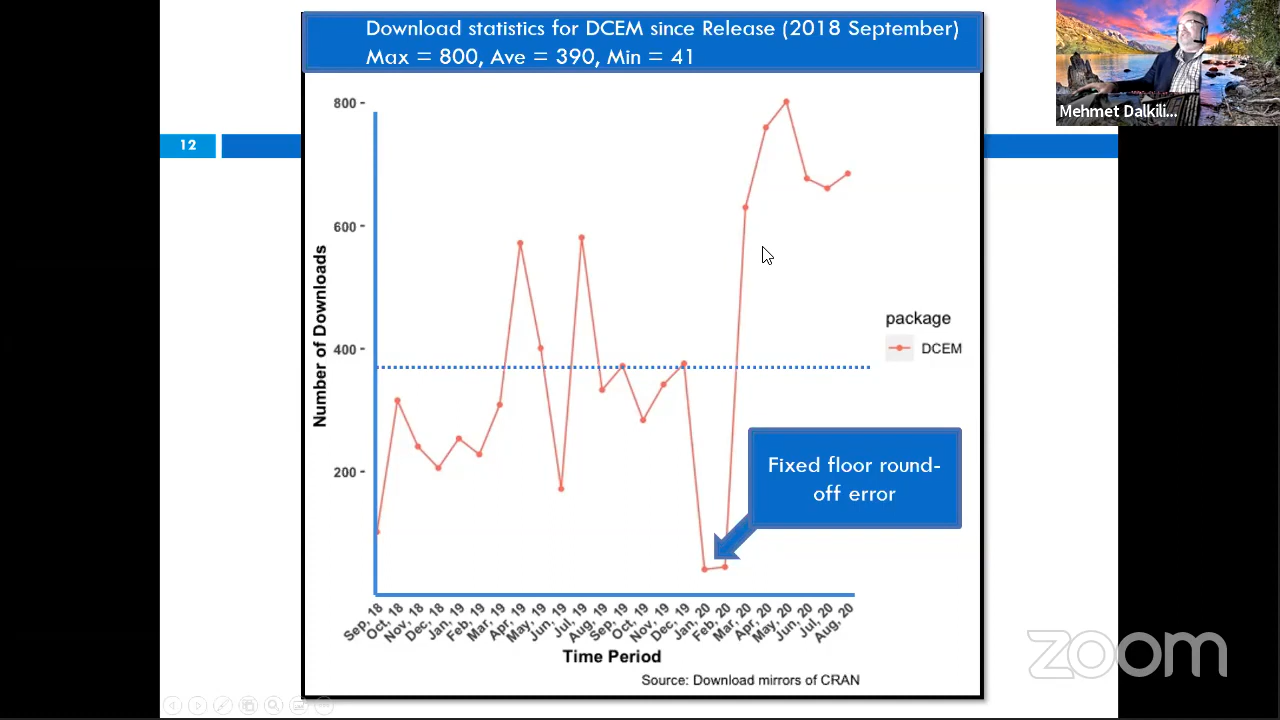 Download statistics for DCEM since Release (2018 September)
Max = 800, Ave = 390, Min = 41
Mehmet Dalkili...
12
800
600
400
200
Number of Downloads
package
DCEM
Fixed floor round-
off error
Sep, 18
Oct, 18
Nov, 18
Dec, 18
Jan, 19
Feb, 19
Mar, 19
Apr, 19
May, 19
Jun, 19
Jul, 19
Aug, 19
Sep, 19
Oct, 19
Nov, 19
Dec, 19
Jan, 20
Feb, 20
Mar, 20
Apr, 20
May, 20
Jun, 20
Jul, 20
Aug, 20
Time Period
Source: Download mirrors of CRAN
zoom